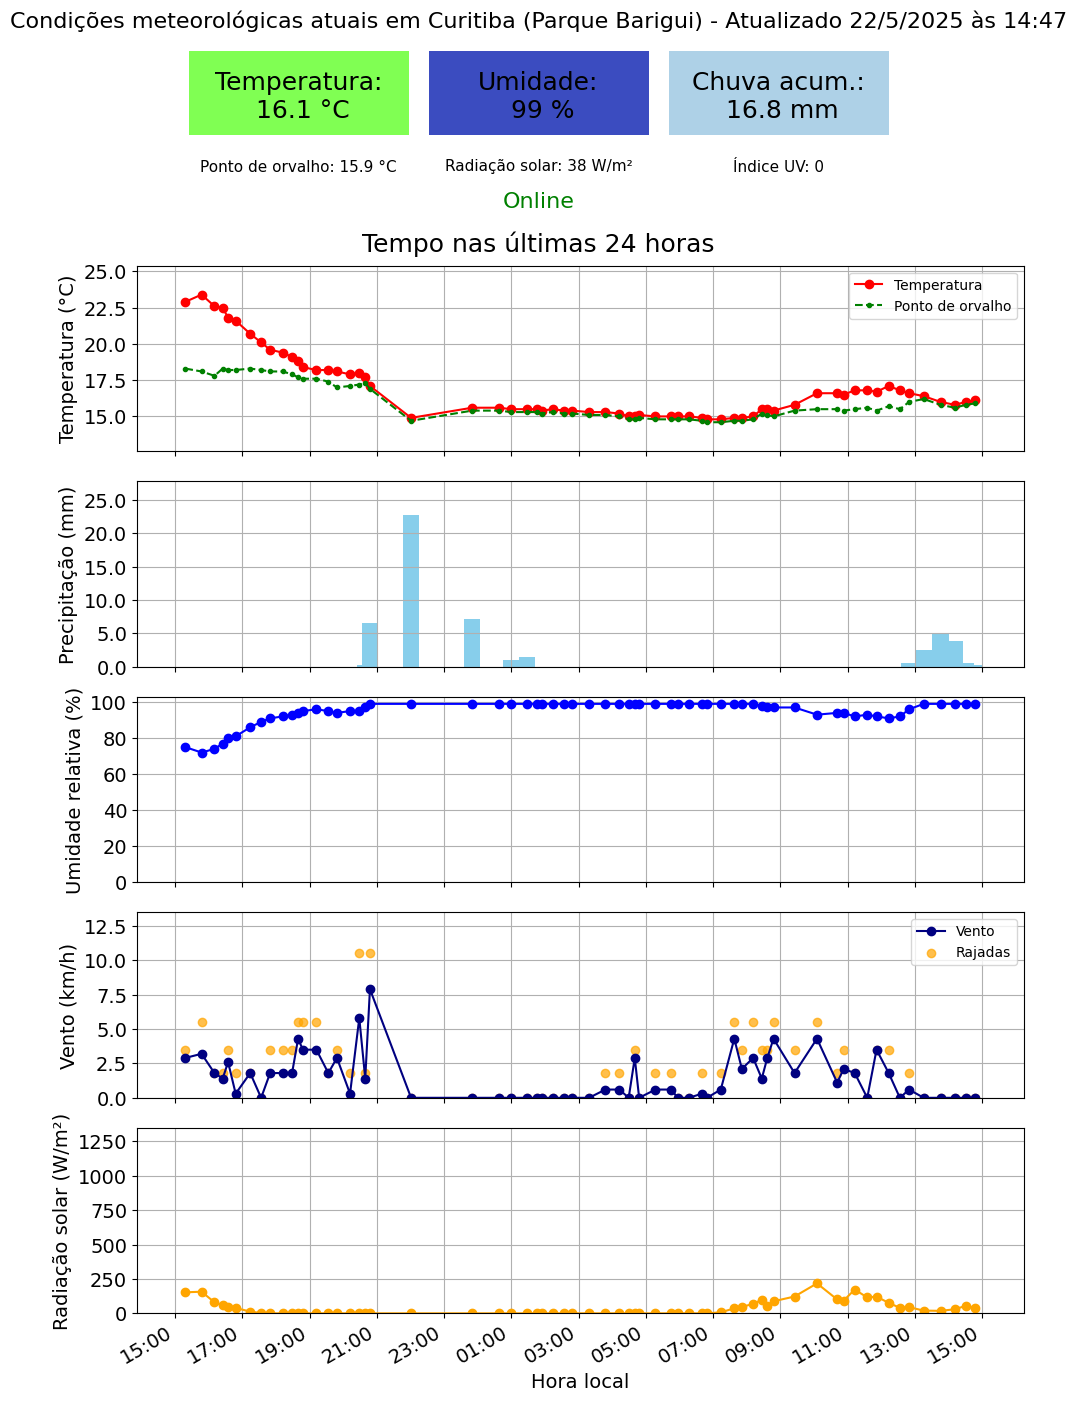 Condições meteorológicas atuais em Curitiba (Parque Barigui) - Atualizado 22/5/2025 às 14:47
Temperatura:
16.1 °C
Umidade:
99 %
Chuva acum.:
16.8 mm
Ponto de orvalho: 15.9 °C
Radiação solar: 38 W/m²
Índice UV: 0
Online
Tempo nas últimas 24 horas
Temperatura (°C)
25.0
22.5
20.0
17.5
15.0
Temperatura
Ponto de orvalho
Precipitação (mm)
25.0
20.0
15.0
10.0
5.0
0.0
Umidade relativa (%)
100
80
60
40
20
0
Vento (km/h)
12.5
10.0
7.5
5.0
2.5
0.0
Vento
Rajadas
Radiação solar (W/m²)
1250
1000
750
500
250
0
15:00 17:00 19:00 21:00 23:00 01:00 03:00 05:00 07:00 09:00 11:00 13:00 15:00
Hora local